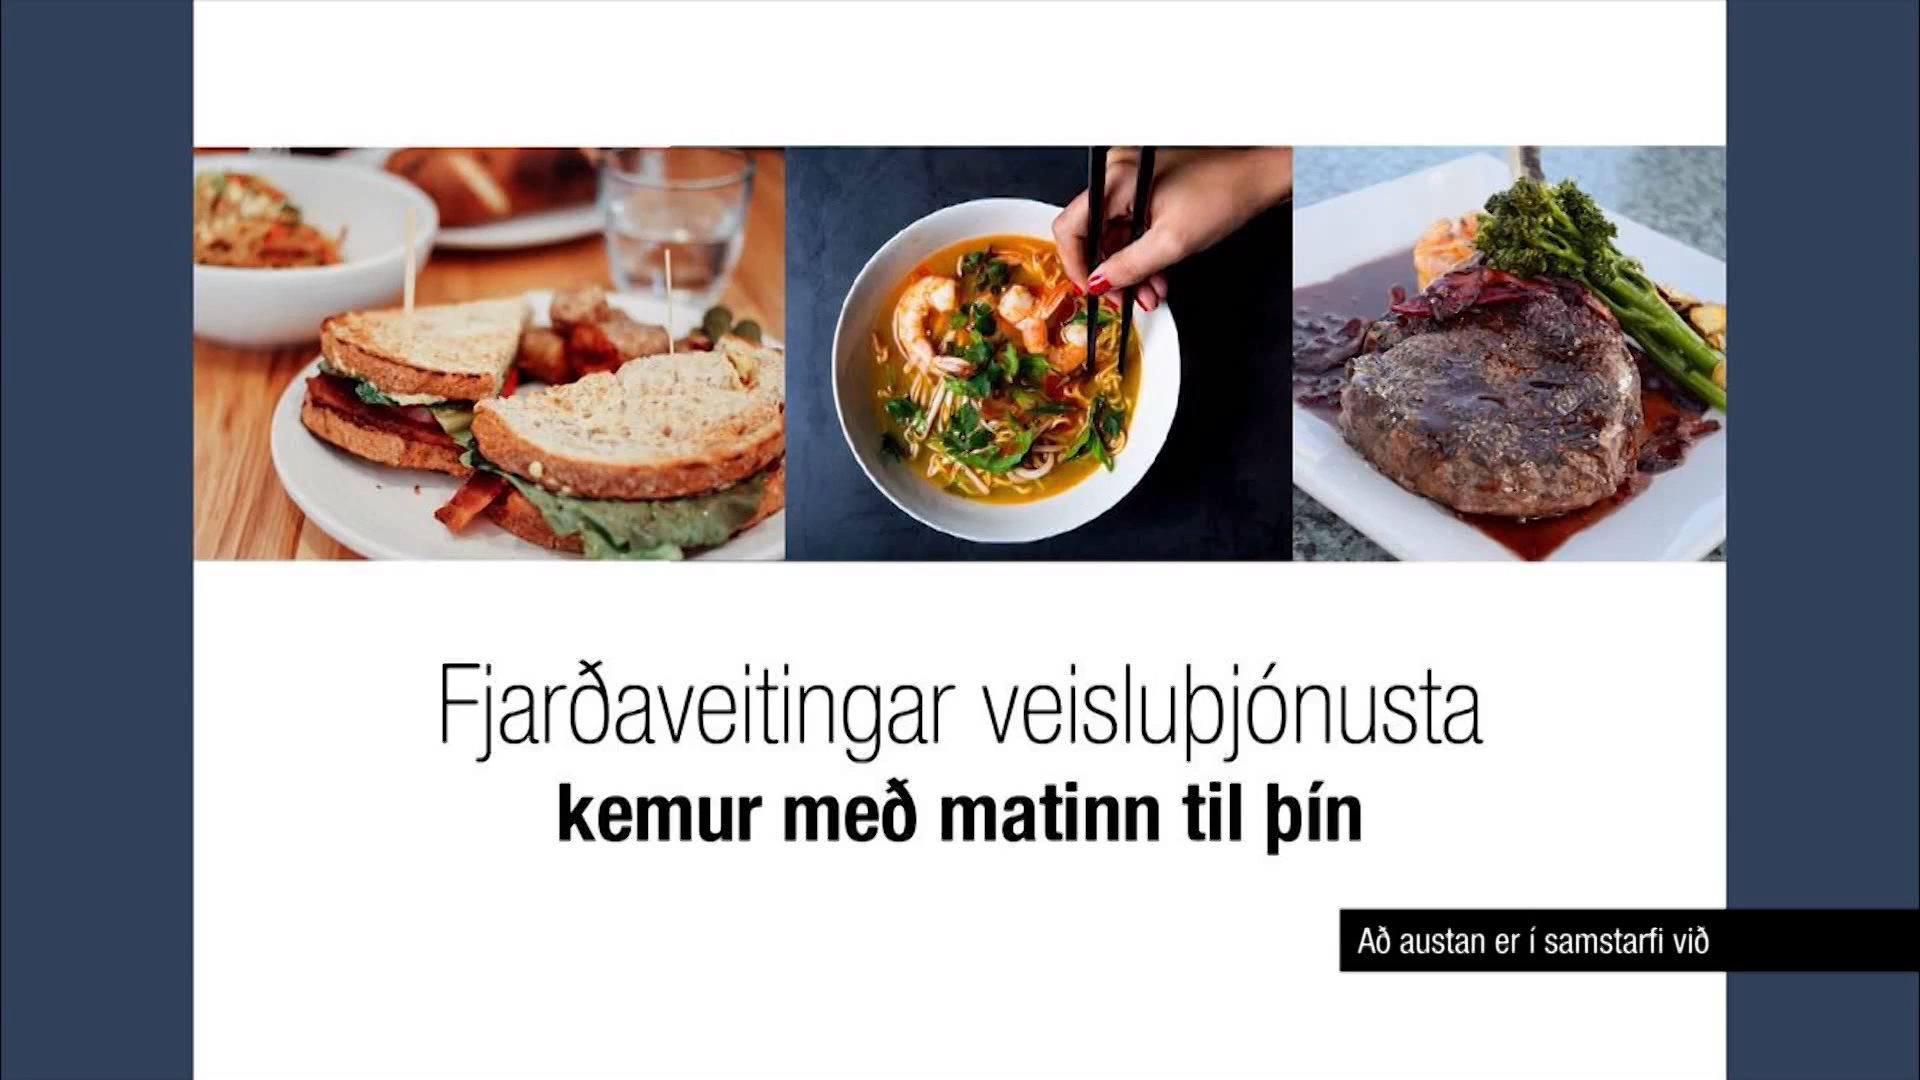 Fjarðaveitingar veisluþjónusta
kemur með matinn til þín
Að austan er í samstarfi við